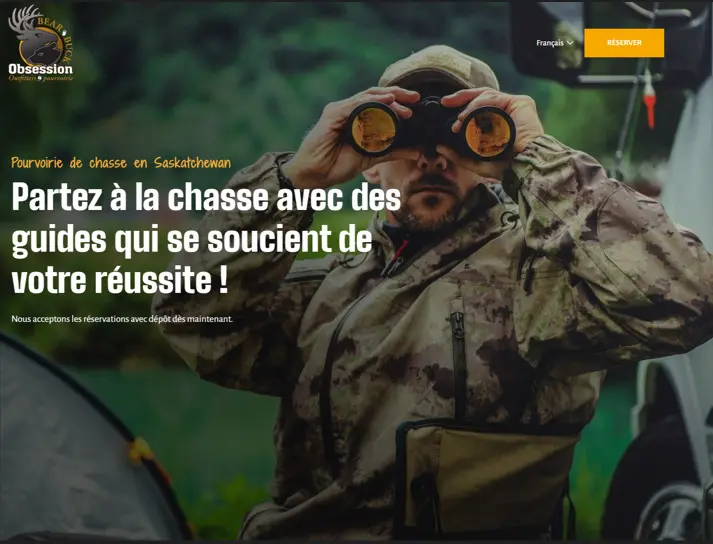 BEAR & BUCK
Obsession
Outfitters pourvoirie
Français
RÉSERVER
Pourvoirie de chasse en Saskatchewan
Partez à la chasse avec des
guides qui se soucient de
votre réussite !
Nous acceptons les réservations avec dépôt dès maintenant.